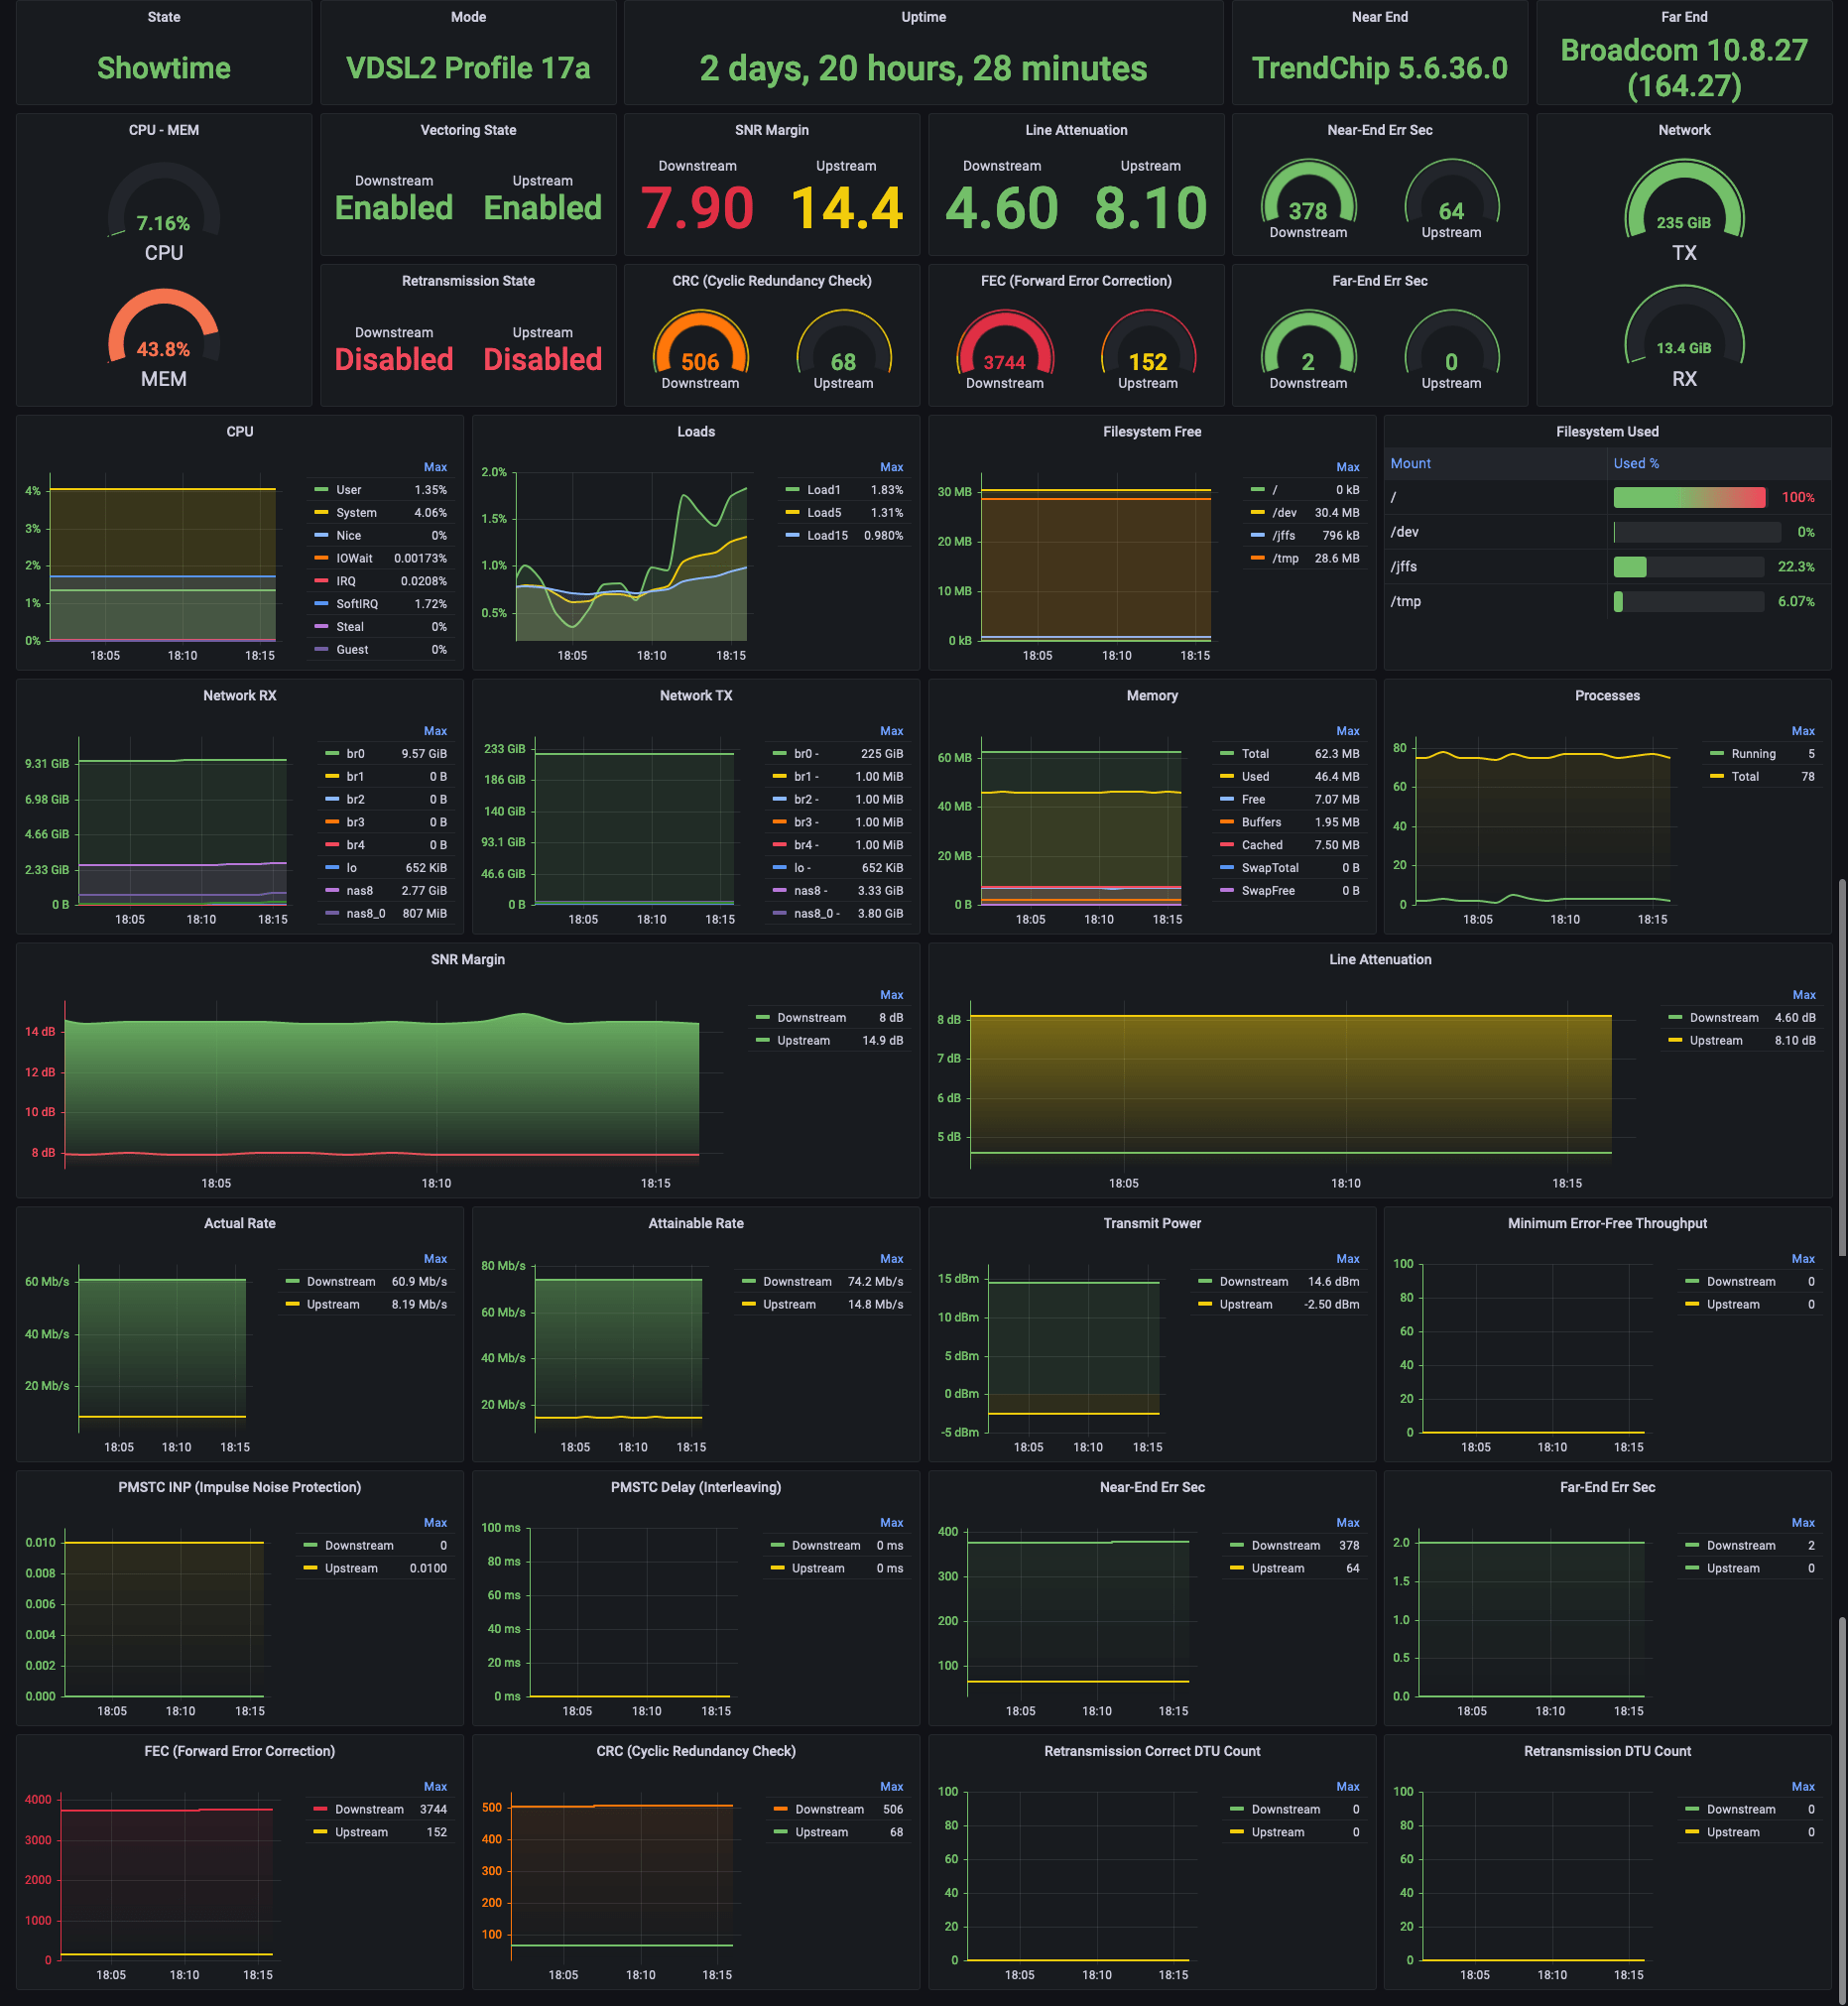 State
Showtime
Mode
VDSL2 Profile 17a
Uptime
2 days, 20 hours, 28 minutes
Near End
TrendChip 5.6.36.0
Far End
Broadcom 10.8.27
(164.27)
CPU - MEM
7.16%
CPU
43.8%
MEM
Vectoring State
Downstream Upstream
Enabled Enabled
SNR Margin
Downstream Upstream
7.90 14.4
Line Attenuation
Downstream Upstream
4.60 8.10
Near-End Err Sec
378 64
Downstream Upstream
Network
235 GiB
TX
13.4 GiB
RX
Retransmission State
Downstream Upstream
Disabled Disabled
CRC (Cyclic Redundancy Check)
506 68
Downstream Upstream
FEC (Forward Error Correction)
3744 152
Downstream Upstream
Far-End Err Sec
2 0
Downstream Upstream
CPU
4%
3%
2%
1%
0%
18:05 18:10 18:15
Max
User 1.35%
System 4.06%
Nice 0%
IOWait 0.00173%
IRQ 0.0208%
SoftIRQ 1.72%
Steal 0%
Guest 0%
Loads
2.0%
1.5%
1.0%
0.5%
18:05 18:10 18:15
Max
Load1 1.83%
Load5 1.31%
Load15 0.980%
Filesystem Free
30 MB
20 MB
10 MB
0 kB
18:05 18:10 18:15
Max
/ 0 kB
/dev 30.4 MB
/jffs 796 kB
/tmp 28.6 MB
Filesystem Used
Mount Used %
/ 100%
/dev 0%
/jffs 22.3%
/tmp 6.07%
Network RX
9.31 GiB
6.98 GiB
4.66 GiB
2.33 GiB
0 B
18:05 18:10 18:15
Max
br0 9.57 GiB
br1 0 B
br2 0 B
br3 0 B
br4 0 B
lo 652 KiB
nas8 2.77 GiB
nas8_0 807 MiB
Network TX
233 GiB
186 GiB
140 GiB
93.1 GiB
46.6 GiB
0 B
18:05 18:10 18:15
Max
br0 - 225 GiB
br1 - 1.00 MiB
br2 - 1.00 MiB
br3 - 1.00 MiB
br4 - 1.00 MiB
lo - 652 KiB
nas8 - 3.33 GiB
nas8_0 - 3.80 GiB
Memory
60 MB
40 MB
20 MB
0 B
18:05 18:10 18:15
Max
Total 62.3 MB
Used 46.4 MB
Free 7.07 MB
Buffers 1.95 MB
Cached 7.50 MB
SwapTotal 0 B
SwapFree 0 B
Processes
80
60
40
20
0
18:05 18:10 18:15
Max
Running 5
Total 78
SNR Margin
14 dB
12 dB
10 dB
8 dB
18:05 18:10 18:15
Max
Downstream 8 dB
Upstream 14.9 dB
Line Attenuation
8 dB
7 dB
6 dB
5 dB
18:05 18:10 18:15
Max
Downstream 4.60 dB
Upstream 8.10 dB
Actual Rate
60 Mb/s
40 Mb/s
20 Mb/s
18:05 18:10 18:15
Max
Downstream 60.9 Mb/s
Upstream 8.19 Mb/s
Attainable Rate
80 Mb/s
60 Mb/s
40 Mb/s
20 Mb/s
18:05 18:10 18:15
Max
Downstream 74.2 Mb/s
Upstream 14.8 Mb/s
Transmit Power
15 dBm
10 dBm
5 dBm
0 dBm
-5 dBm
18:05 18:10 18:15
Max
Downstream 14.6 dBm
Upstream -2.50 dBm
Minimum Error-Free Throughput
100
80
60
40
20
0
18:05 18:10 18:15
Max
Downstream 0
Upstream 0
PMSTC INP (Impulse Noise Protection)
0.010
0.008
0.006
0.004
0.002
0.000
18:05 18:10 18:15
Max
Downstream 0
Upstream 0.0100
PMSTC Delay (Interleaving)
100 ms
80 ms
60 ms
40 ms
20 ms
0 ms
18:05 18:10 18:15
Max
Downstream 0 ms
Upstream 0 ms
Near-End Err Sec
400
300
200
100
18:05 18:10 18:15
Max
Downstream 378
Upstream 64
Far-End Err Sec
2.0
1.5
1.0
0.5
0.0
18:05 18:10 18:15
Max
Downstream 2
Upstream 0
FEC (Forward Error Correction)
4000
3000
2000
1000
0
18:05 18:10 18:15
Max
Downstream 3744
Upstream 152
CRC (Cyclic Redundancy Check)
500
400
300
200
100
18:05 18:10 18:15
Max
Downstream 506
Upstream 68
Retransmission Correct DTU Count
100
80
60
40
20
0
18:05 18:10 18:15
Max
Downstream 0
Upstream 0
Retransmission DTU Count
100
80
60
40
20
0
18:05 18:10 18:15
Max
Downstream 0
Upstream 0